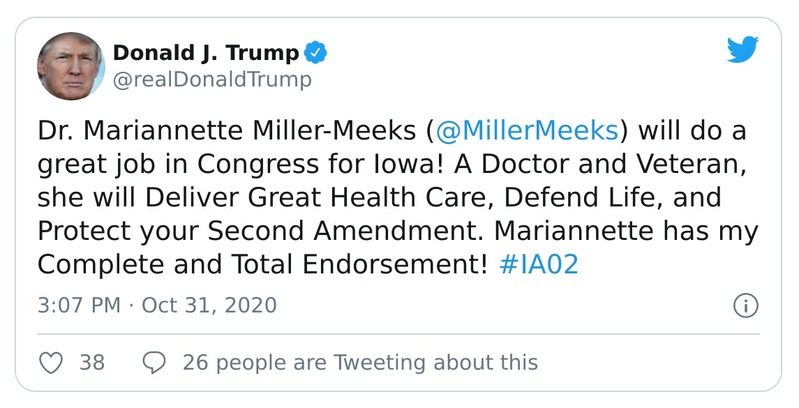 Donald J. Trump
@realDonaldTrump
Dr. Mariannette Miller-Meeks (@MillerMeeks) will do a
great job in Congress for Iowa! A Doctor and Veteran,
she will Deliver Great Health Care, Defend Life, and
Protect your Second Amendment. Mariannette has my
Complete and Total Endorsement! #IA02
3:07 PM · Oct 31, 2020
38 26 people are Tweeting about this